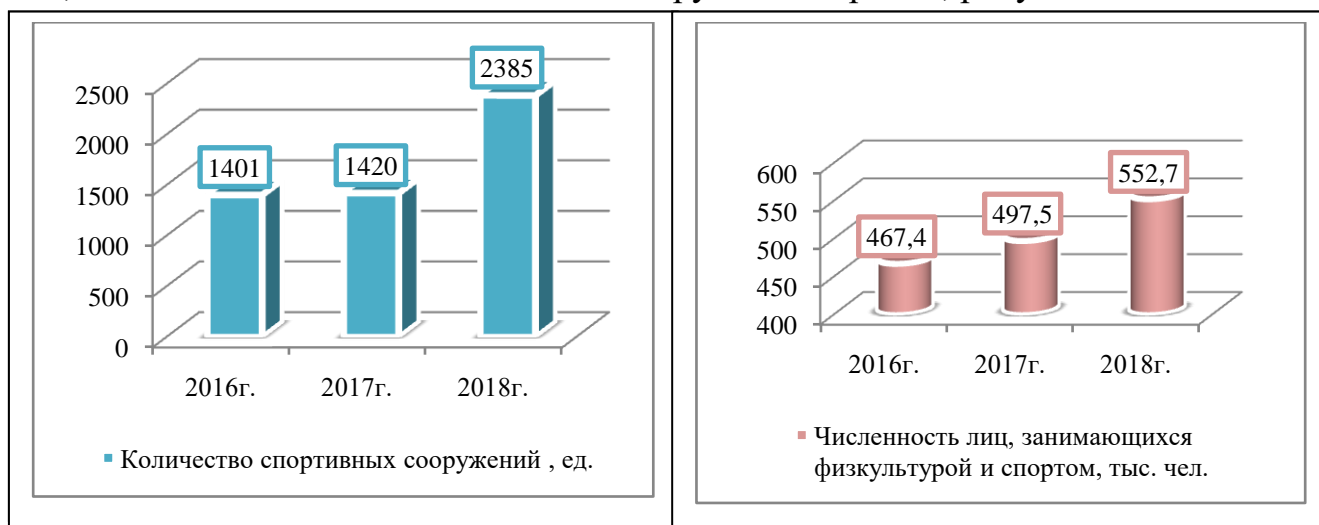 2385
2500
2000
1401
1420
1500
1000
500
0
2016г.
2017г.
2018г.
Количество спортивных сооружений , ед.
600
552,7
550
497,5
467,4
500
450
400
2016г.
2017г.
2018г.
Численность лиц, занимающихся
физкультурой и спортом, тыс. чел.